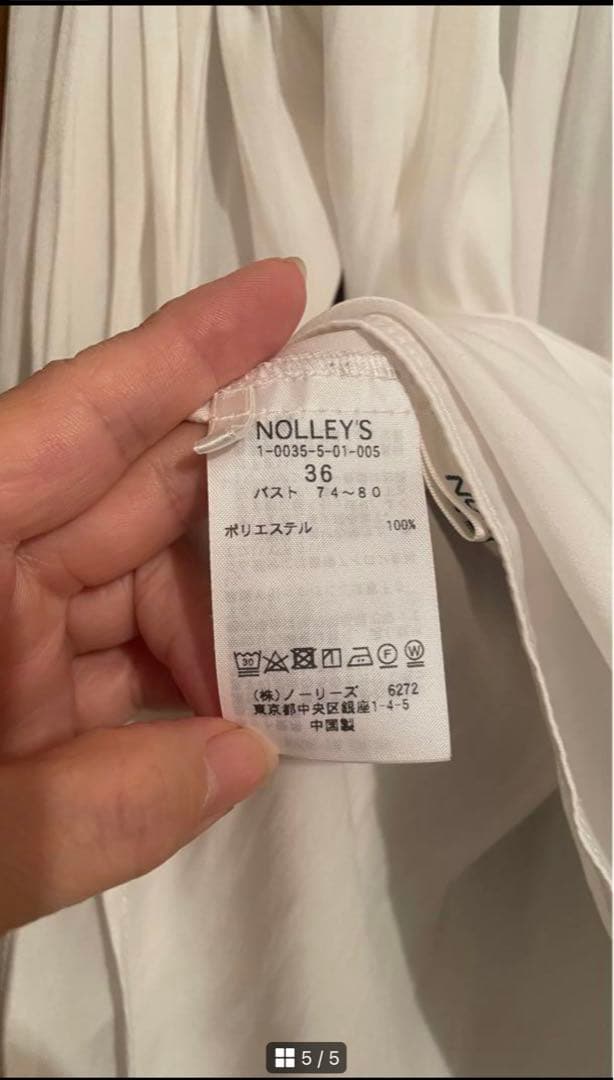 NOLLEY'S
1-0035-5-01-005
36
バスト 74～80
ポリエステル 100%
30
F W
(株)ノーリーズ 6272
東京都中央区銀座1-4-5
中国製
5/5